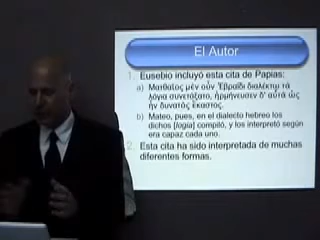 El Autor
1. Eusebio incluyó esta cita de Papias:
a) Ματθαῖος μὲν οὖν Ἑβραΐδι διαλέκτῳ τὰ
λόγια συνετάξατο, ἡρμήνευσεν δ' αὐτὰ ὡς
ἦν δυνατὸς ἕκαστος.
b) Mateo, pues, en el dialecto hebreo los
dichos [logia] compiló, y los interpretó según
era capaz cada uno.
2. Esta cita ha sido interpretada de muchas
diferentes formas.